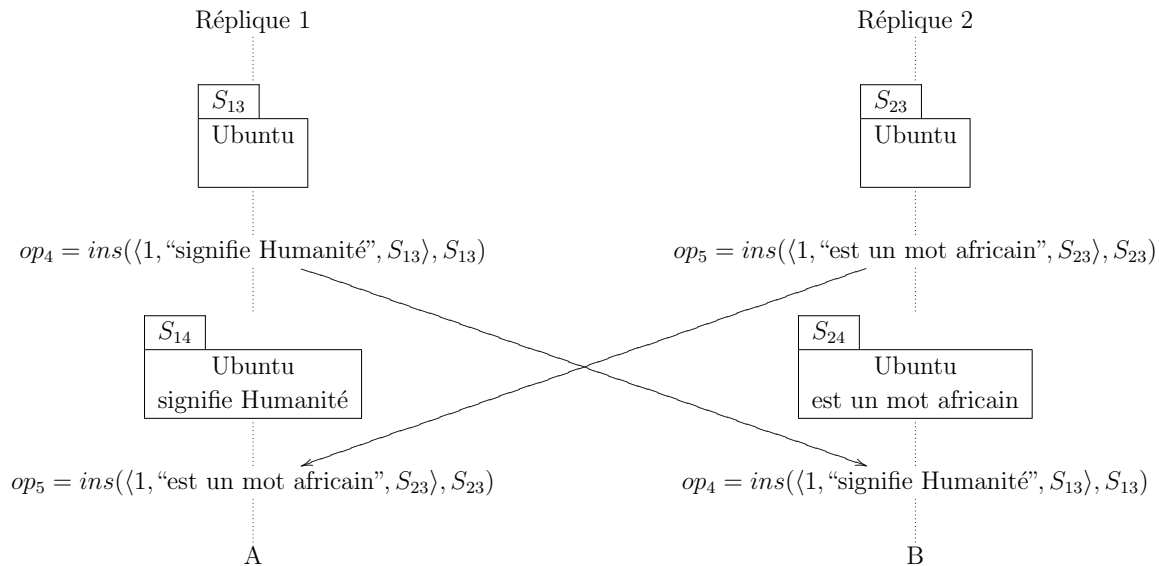 Réplique 1
Réplique 2
S₁₃
Ubuntu
S₂₃
Ubuntu
op₄ = ins(⟨1, “signifie Humanité”, S₁₃⟩, S₁₃)
op₅ = ins(⟨1, “est un mot africain”, S₂₃⟩, S₂₃)
S₁₄
Ubuntu
signifie Humanité
S₂₄
Ubuntu
est un mot africain
op₅ = ins(⟨1, “est un mot africain”, S₂₃⟩, S₂₃)
op₄ = ins(⟨1, “signifie Humanité”, S₁₃⟩, S₁₃)
A
B